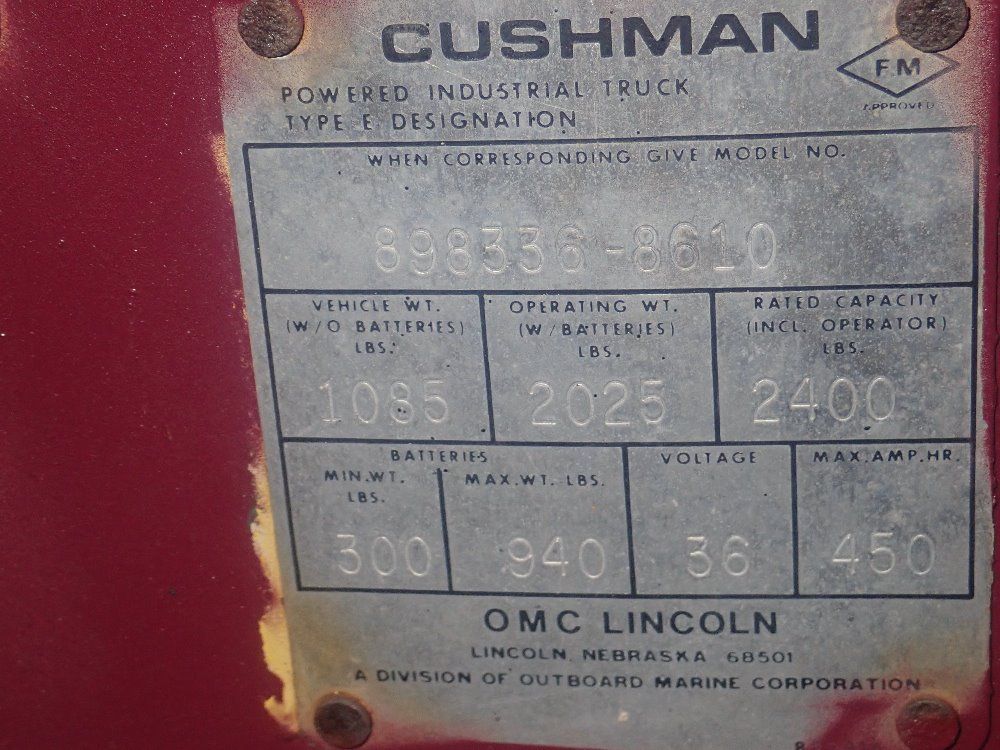 CUSHMAN
FM
APPROVED
POWERED INDUSTRIAL TRUCK
TYPE E DESIGNATION
WHEN CORRESPONDING GIVE MODEL NO.
898336-8610
VEHICLE WT.
(W/O BATTERIES)
LBS.
1085
OPERATING WT.
(W/BATTERIES)
LBS.
2025
RATED CAPACITY
(INCL. OPERATOR)
LBS.
2400
BATTERIES
MIN.WT.
LBS.
300
MAX.WT. LBS.
940
VOLTAGE
36
MAX.AMP.HR.
450
OMC LINCOLN
LINCOLN, NEBRASKA 68501
A DIVISION OF OUTBOARD MARINE CORPORATION